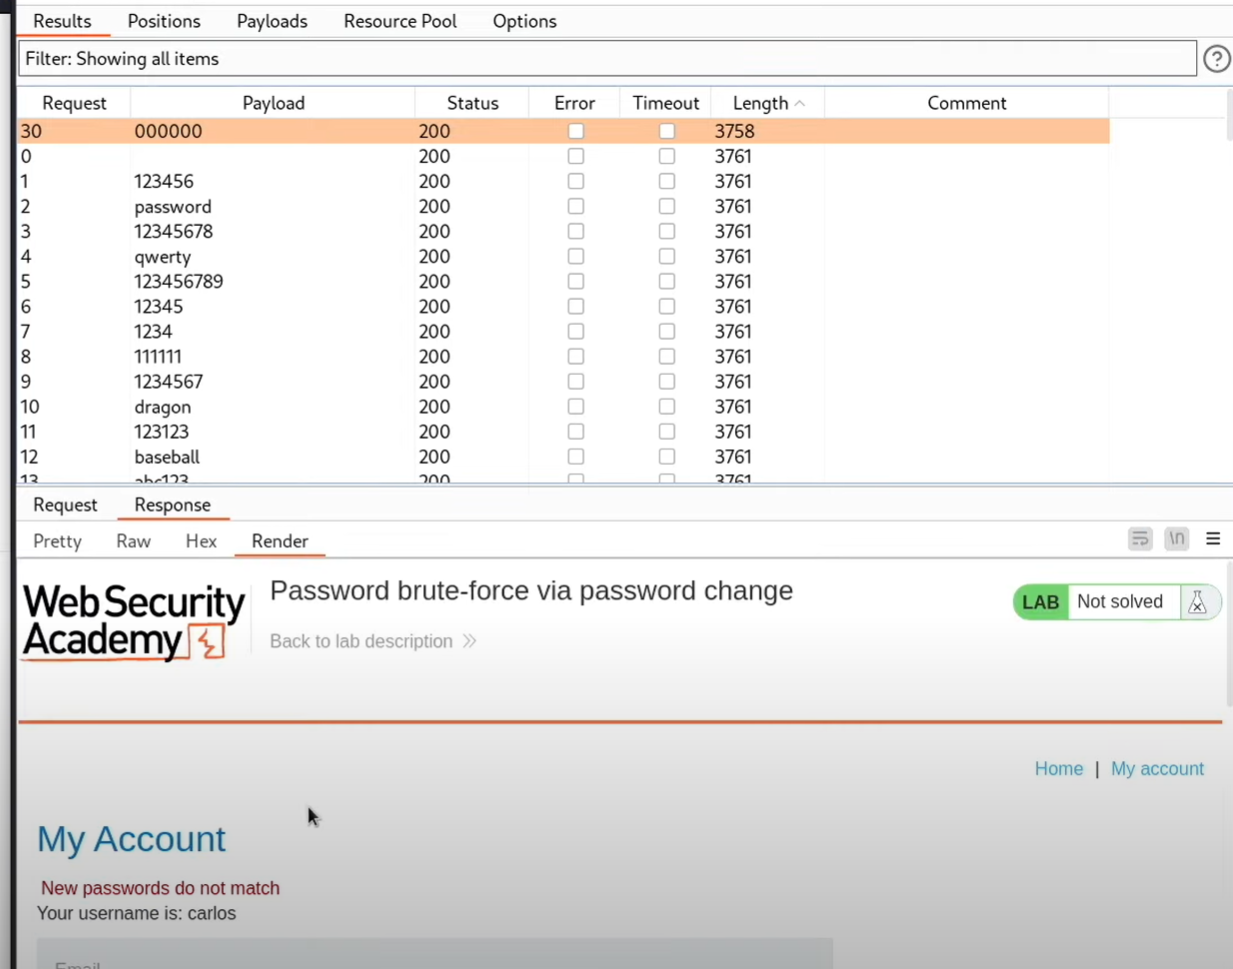 Results Positions Payloads Resource Pool Options
Filter: Showing all items
?
Request Payload Status Error Timeout Length Comment
30 000000 200 3758
0 200 3761
1 123456 200 3761
2 password 200 3761
3 12345678 200 3761
4 qwerty 200 3761
5 123456789 200 3761
6 12345 200 3761
7 1234 200 3761
8 111111 200 3761
9 1234567 200 3761
10 dragon 200 3761
11 123123 200 3761
12 baseball 200 3761
13 abc123 200 3761
Request Response
Pretty Raw Hex Render \n
Web Security
Academy
Password brute-force via password change
Back to lab description
LAB Not solved
Home | My account
My Account
New passwords do not match
Your username is: carlos
Email